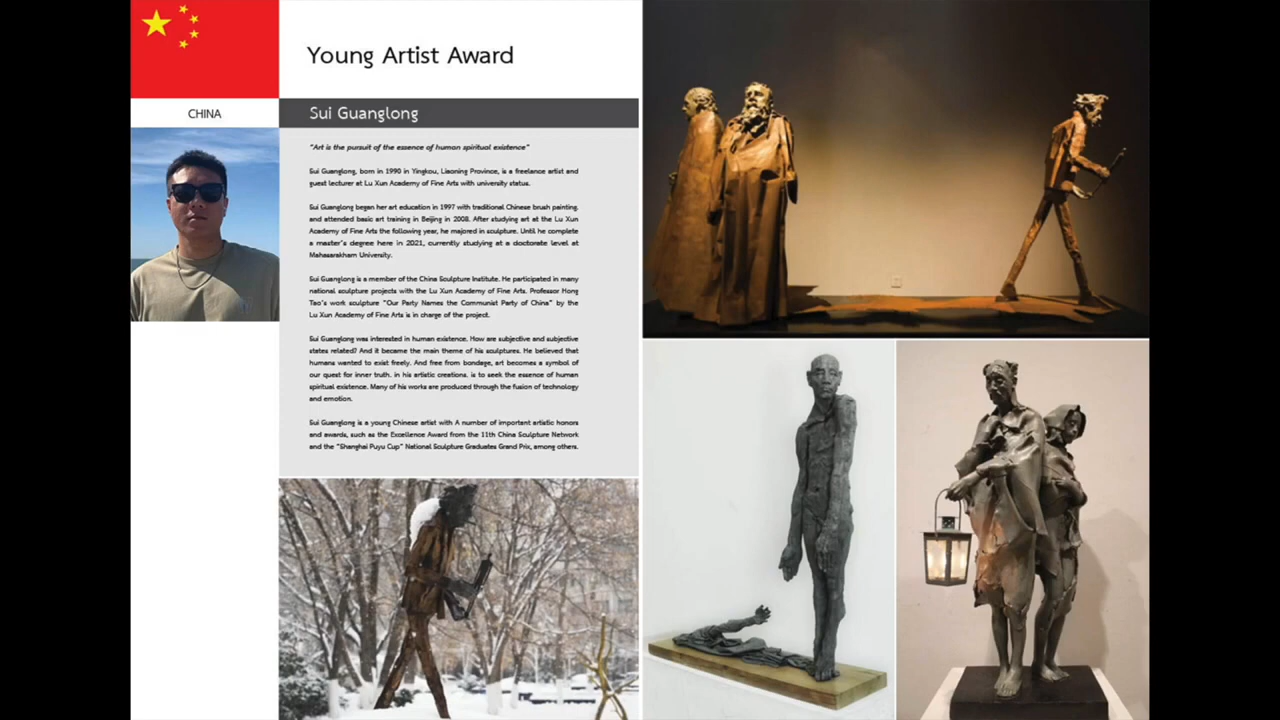 Young Artist Award
CHINA
Sui Guanglong
"Art is the pursuit of the essence of human spiritual existence"
Sui Guanglong, born in 1990 in Yingkou, Liaoning Province, is a freelance artist and
guest lecturer at Lu Xun Academy of Fine Arts with university status.
Sui Guanglong began her art education in 1997 with traditional Chinese brush painting,
and attended basic art training in Beijing in 2008. After studying art at the Lu Xun
Academy of Fine Arts the following year, he majored in sculpture. Until he complete
a master's degree here in 2021, currently studying at a doctorate level at
Mahasarakham University.
Sui Guanglong is a member of the China Sculpture Institute. He participated in many
national sculpture projects with the Lu Xun Academy of Fine Arts. Professor Hong
Tao's work sculpture "Our Party Names the Communist Party of China" by the
Lu Xun Academy of Fine Arts is in charge of the project.
Sui Guanglong was interested in human existence. How are subjective and subjective
states related? And it became the main theme of his sculptures. He believed that
humans wanted to exist freely. And free from bondage, art becomes a symbol of
our quest for inner truth. in his artistic creations. is to seek the essence of human
spiritual existence. Many of his works are produced through the fusion of technology
and emotion.
Sui Guanglong is a young Chinese artist with A number of important artistic honors
and awards, such as the Excellence Award from the 11th China Sculpture Network
and the "Shanghai Puyu Cup" National Sculpture Graduates Grand Prix, among others.